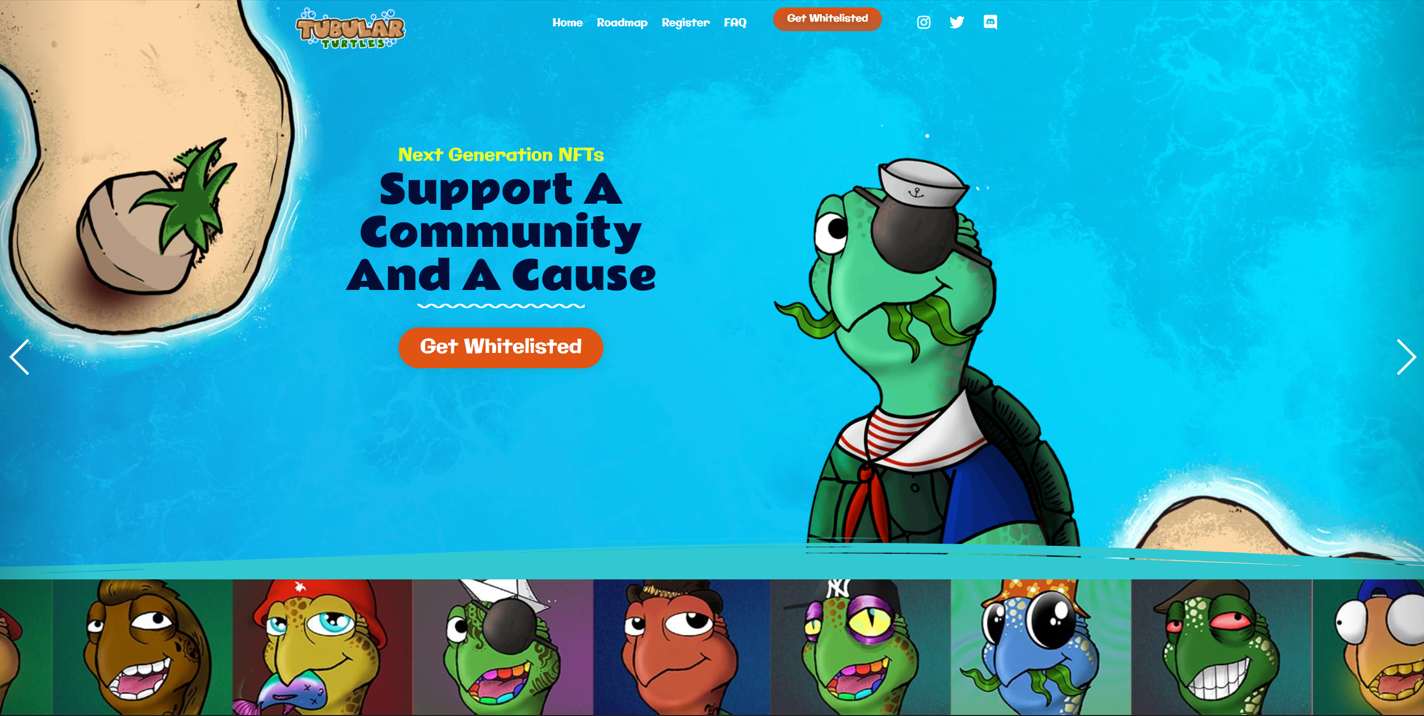 TUBULAR
TURTLES
Home Roadmap Register FAQ Get Whitelisted
Next Generation NFTs
Support A
Community
And A Cause
Get Whitelisted
NY